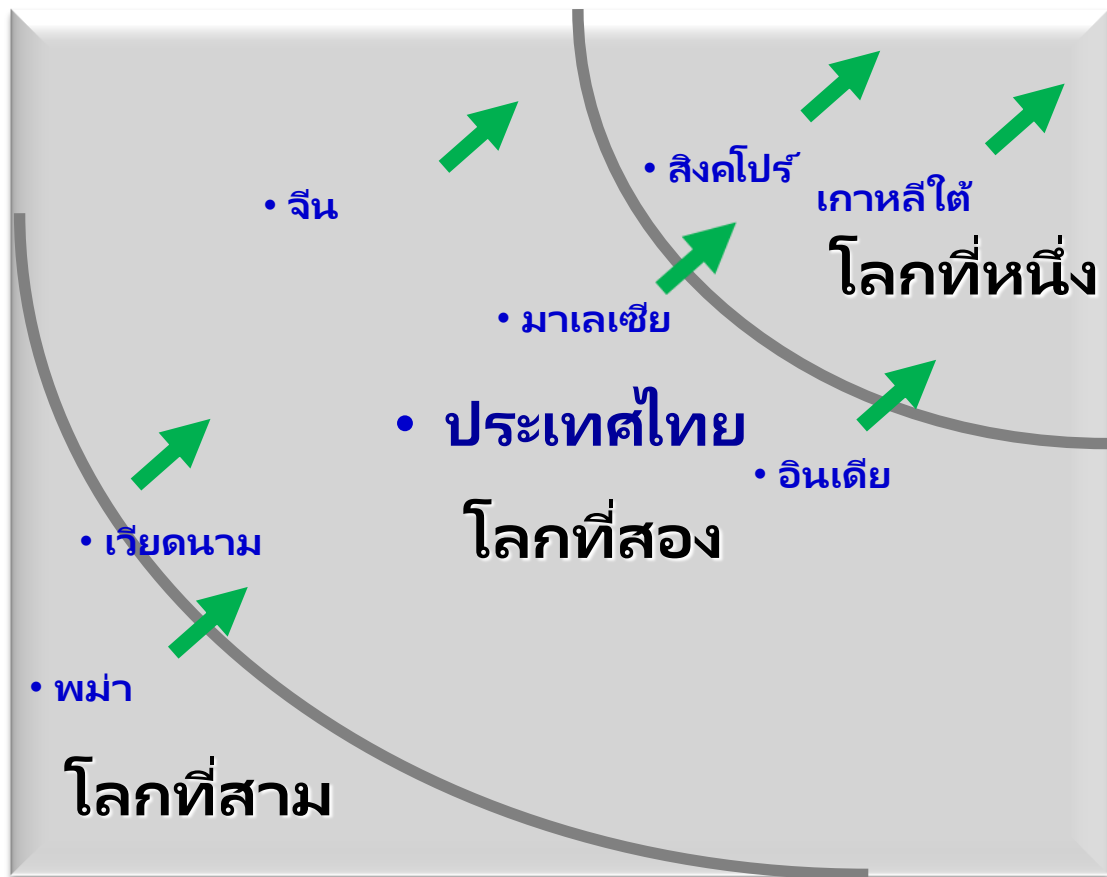 • สิงคโปร์
เกาหลีใต้
• จีน
โลกที่หนึ่ง
• มาเลเซีย
• ประเทศไทย
• อินเดีย
โลกที่สอง
• เวียดนาม
• พม่า
โลกที่สาม